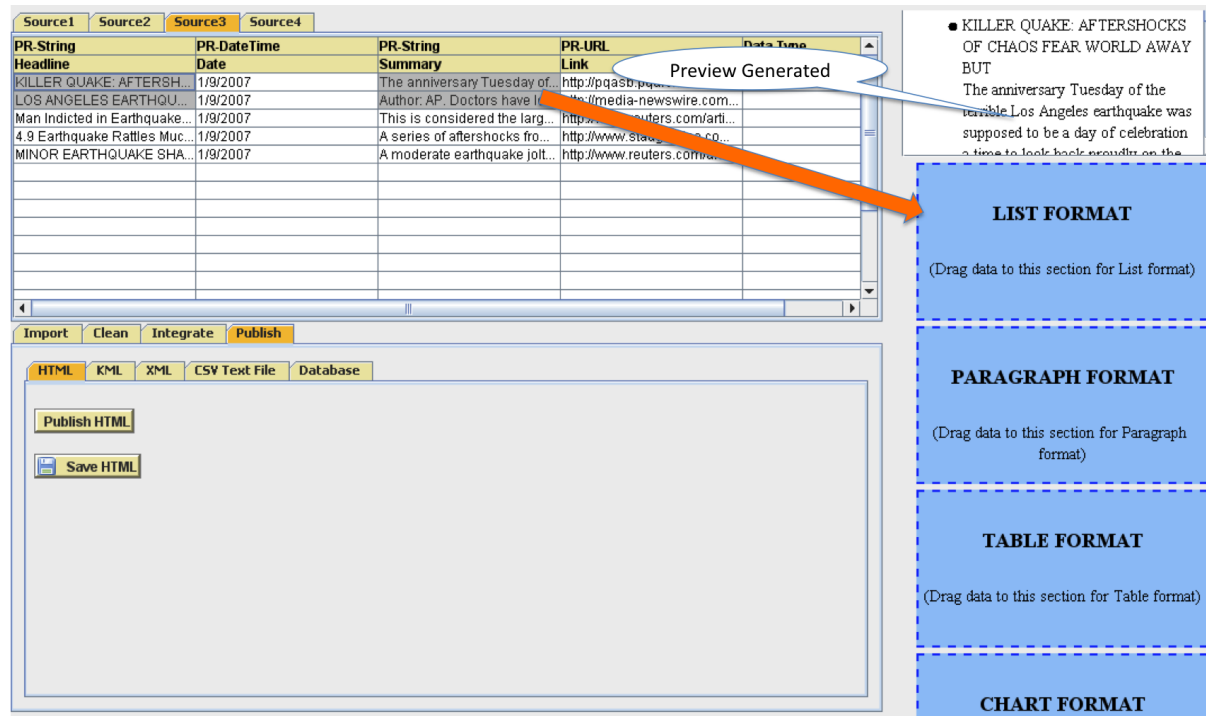 Source1 Source2 Source3 Source4
PR-String PR-DateTime PR-String PR-URL Data Type
Headline Date Summary Link
KILLER QUAKE: AFTERSH... 1/9/2007 The anniversary Tuesday of...
LOS ANGELES EARTHQU... 1/9/2007 Author: AP. Doctors have http://media-newswire.com...
Man Indicted in Earthquake... 1/9/2007 This is considered the larg...
4.9 Earthquake Rattles Muc... 1/9/2007 A series of aftershocks fro...
MINOR EARTHQUAKE SHA... 1/9/2007 A moderate earthquake jolt...
Preview Generated
Import Clean Integrate Publish
HTML KML XML CSV Text File Database
Publish HTML
Save HTML
KILLER QUAKE: AFTERSHOCKS
OF CHAOS FEAR WORLD AWAY
BUT
The anniversary Tuesday of the
terrible Los Angeles earthquake was
supposed to be a day of celebration
a time to look back proudly on the
LIST FORMAT
(Drag data to this section for List format)
PARAGRAPH FORMAT
(Drag data to this section for Paragraph
format)
TABLE FORMAT
(Drag data to this section for Table format)
CHART FORMAT